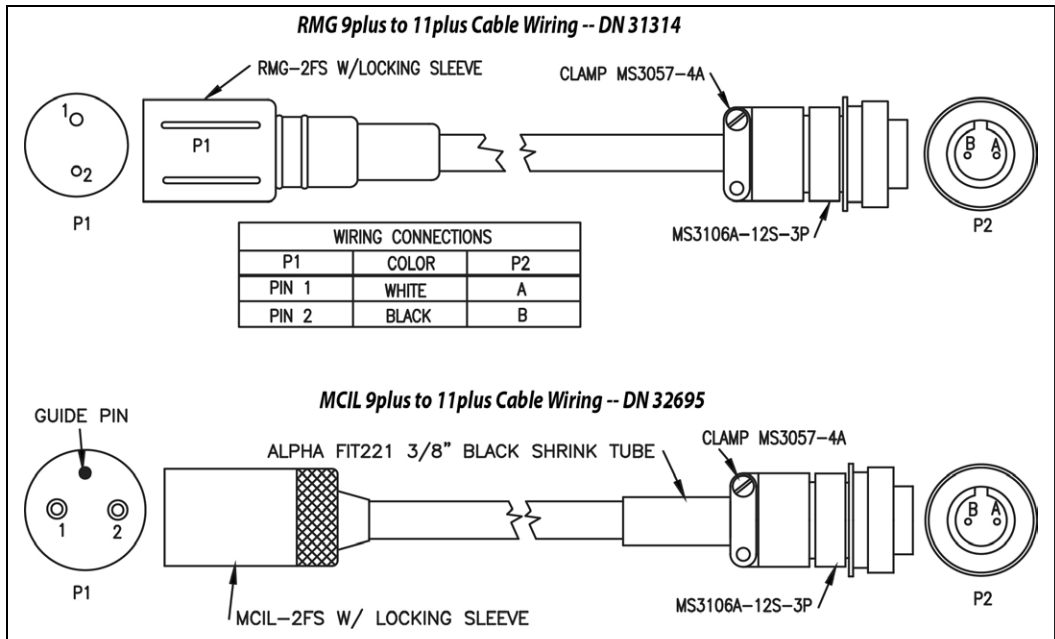 RMG 9plus to 11plus Cable Wiring -- DN 31314
RMG-2FS W/LOCKING SLEEVE
CLAMP MS3057-4A
1
2
P1
P1
B A
P2
MS3106A-12S-3P
WIRING CONNECTIONS
P1 COLOR P2
PIN 1 WHITE A
PIN 2 BLACK B
MCIL 9plus to 11plus Cable Wiring -- DN 32695
GUIDE PIN
ALPHA FIT221 3/8" BLACK SHRINK TUBE
CLAMP MS3057-4A
1 2
P1
B A
P2
MCIL-2FS W/ LOCKING SLEEVE
MS3106A-12S-3P